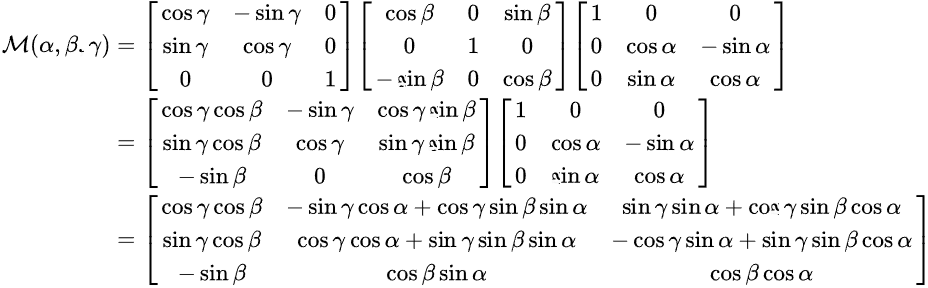 \mathcal{M}(\alpha, \beta, \gamma) = \begin{bmatrix} \cos\gamma & -\sin\gamma & 0 \\ \sin\gamma & \cos\gamma & 0 \\ 0 & 0 & 1 \end{bmatrix} \begin{bmatrix} \cos\beta & 0 & \sin\beta \\ 0 & 1 & 0 \\ -\sin\beta & 0 & \cos\beta \end{bmatrix} \begin{bmatrix} 1 & 0 & 0 \\ 0 & \cos\alpha & -\sin\alpha \\ 0 & \sin\alpha & \cos\alpha \end{bmatrix}
= \begin{bmatrix} \cos\gamma\cos\beta & -\sin\gamma & \cos\gamma\sin\beta \\ \sin\gamma\cos\beta & \cos\gamma & \sin\gamma\sin\beta \\ -\sin\beta & 0 & \cos\beta \end{bmatrix} \begin{bmatrix} 1 & 0 & 0 \\ 0 & \cos\alpha & -\sin\alpha \\ 0 & \sin\alpha & \cos\alpha \end{bmatrix}
= \begin{bmatrix} \cos\gamma\cos\beta & -\sin\gamma\cos\alpha + \cos\gamma\sin\beta\sin\alpha & \sin\gamma\sin\alpha + \cos\gamma\sin\beta\cos\alpha \\ \sin\gamma\cos\beta & \cos\gamma\cos\alpha + \sin\gamma\sin\beta\sin\alpha & -\cos\gamma\sin\alpha + \sin\gamma\sin\beta\cos\alpha \\ -\sin\beta & \cos\beta\sin\alpha & \cos\beta\cos\alpha \end{bmatrix}